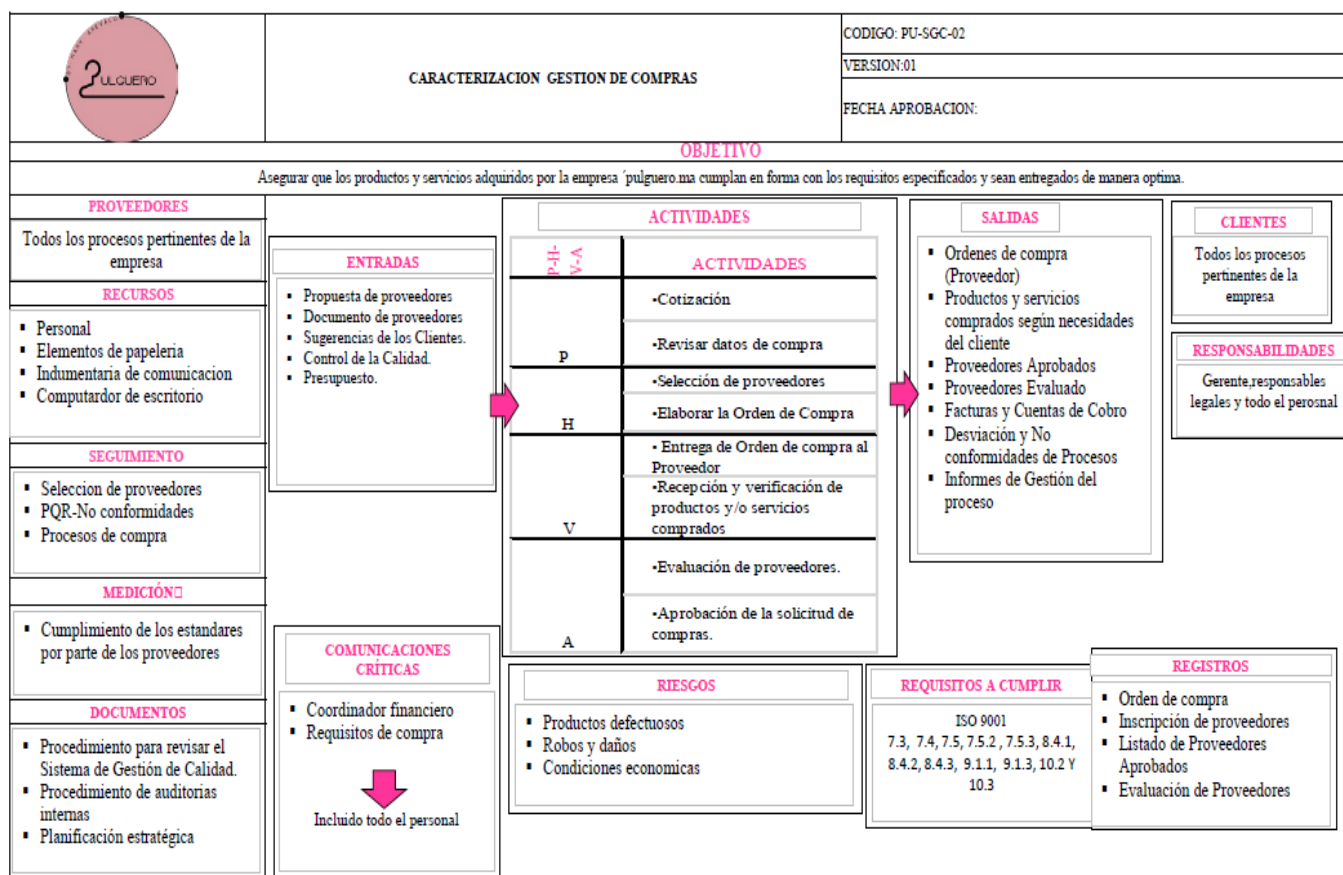 PULGUERO
CARACTERIZACION GESTION DE COMPRAS
CODIGO: PU-SGC-02
VERSION:01
FECHA APROBACION:
OBJETIVO
Asegurar que los productos y servicios adquiridos por la empresa ´pulguero.ma cumplan en forma con los requisitos especificados y sean entregados de manera optima.
PROVEEDORES
Todos los procesos pertinentes de la
empresa
RECURSOS
▪ Personal
▪ Elementos de papeleria
▪ Indumentaria de comunicacion
▪ Computardor de escritorio
SEGUIMIENTO
▪ Seleccion de proveedores
▪ PQR-No conformidades
▪ Procesos de compra
MEDICIÓN
▪ Cumplimiento de los estandares
por parte de los proveedores
DOCUMENTOS
▪ Procedimiento para revisar el
Sistema de Gestión de Calidad.
▪ Procedimiento de auditorias
internas
▪ Planificación estratégica
ENTRADAS
▪ Propuesta de proveedores
▪ Documento de proveedores
▪ Sugerencias de los Clientes.
▪ Control de la Calidad.
▪ Presupuesto.
COMUNICACIONES
CRÍTICAS
▪ Coordinador financiero
▪ Requisitos de compra
Incluido todo el personal
ACTIVIDADES
P-H-
V-A
ACTIVIDADES
P
•Cotización
•Revisar datos de compra
H
•Selección de proveedores
•Elaborar la Orden de Compra
V
• Entrega de Orden de compra al
Proveedor
•Recepción y verificación de
productos y/o servicios
comprados
A
•Evaluación de proveedores.
•Aprobación de la solicitud de
compras.
SALIDAS
▪ Ordenes de compra
(Proveedor)
▪ Productos y servicios
comprados según necesidades
del cliente
▪ Proveedores Aprobados
▪ Proveedores Evaluado
▪ Facturas y Cuentas de Cobro
▪ Desviación y No
conformidades de Procesos
▪ Informes de Gestión del
proceso
CLIENTES
Todos los procesos
pertinentes de la
empresa
RESPONSABILIDADES
Gerente,responsables
legales y todo el perosnal
RIESGOS
▪ Productos defectuosos
▪ Robos y daños
▪ Condiciones economicas
REQUISITOS A CUMPLIR
ISO 9001
7.3, 7.4, 7.5, 7.5.2 , 7.5.3, 8.4.1,
8.4.2, 8.4.3, 9.1.1, 9.1.3, 10.2 Y
10.3
REGISTROS
▪ Orden de compra
▪ Inscripción de proveedores
▪ Listado de Proveedores
Aprobados
▪ Evaluación de Proveedores